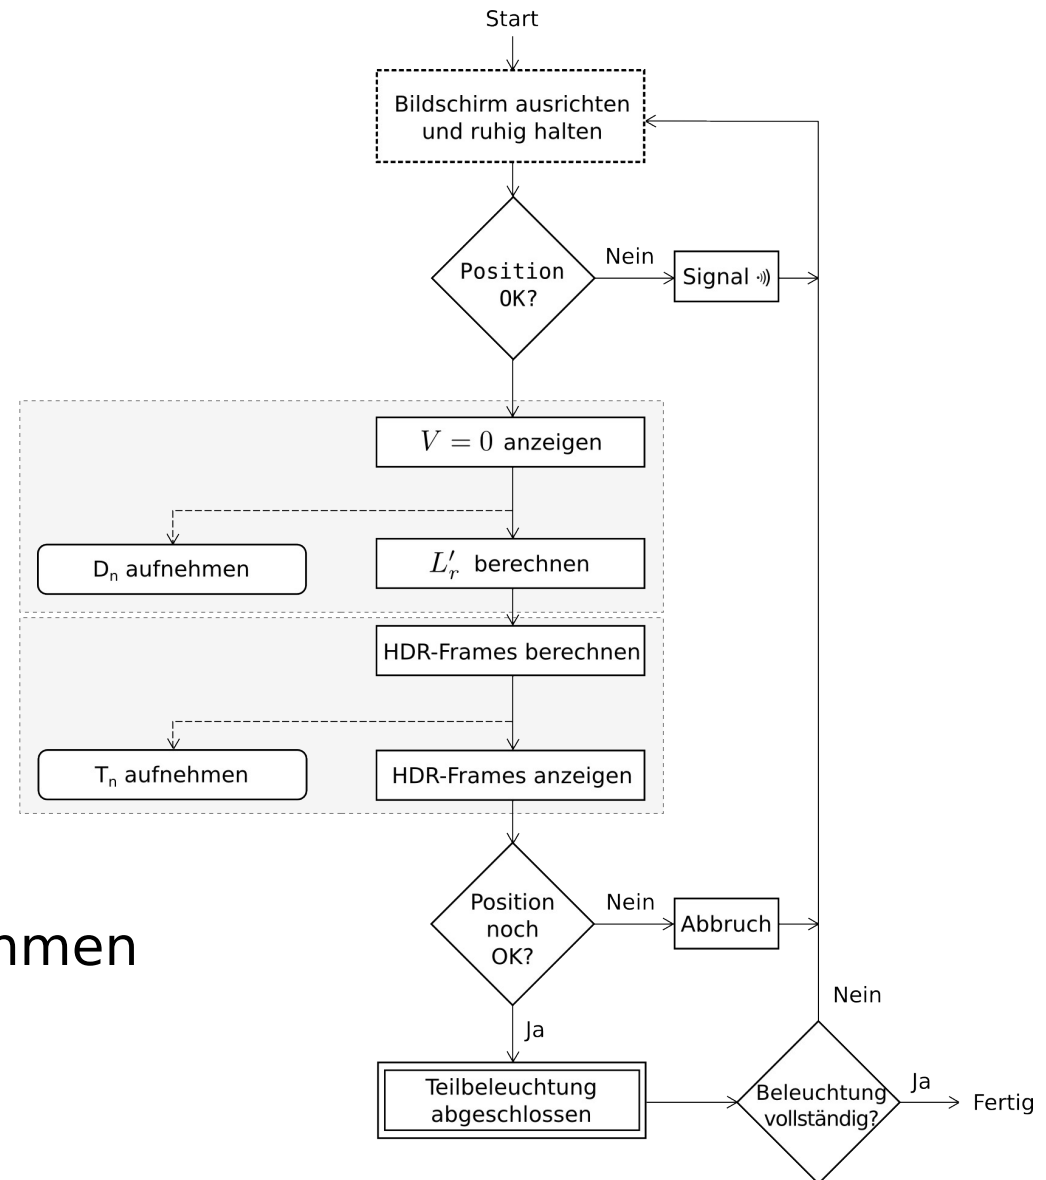 Start
Bildschirm ausrichten
und ruhig halten
Position
OK?
Nein
Signal
V = 0 anzeigen
L′r berechnen
Dn aufnehmen
HDR-Frames berechnen
Tn aufnehmen
HDR-Frames anzeigen
Position
noch
OK?
Nein
Abbruch
hmen
Nein
Ja
Teilbeleuchtung
abgeschlossen
Beleuchtung
vollständig?
Ja
Fertig